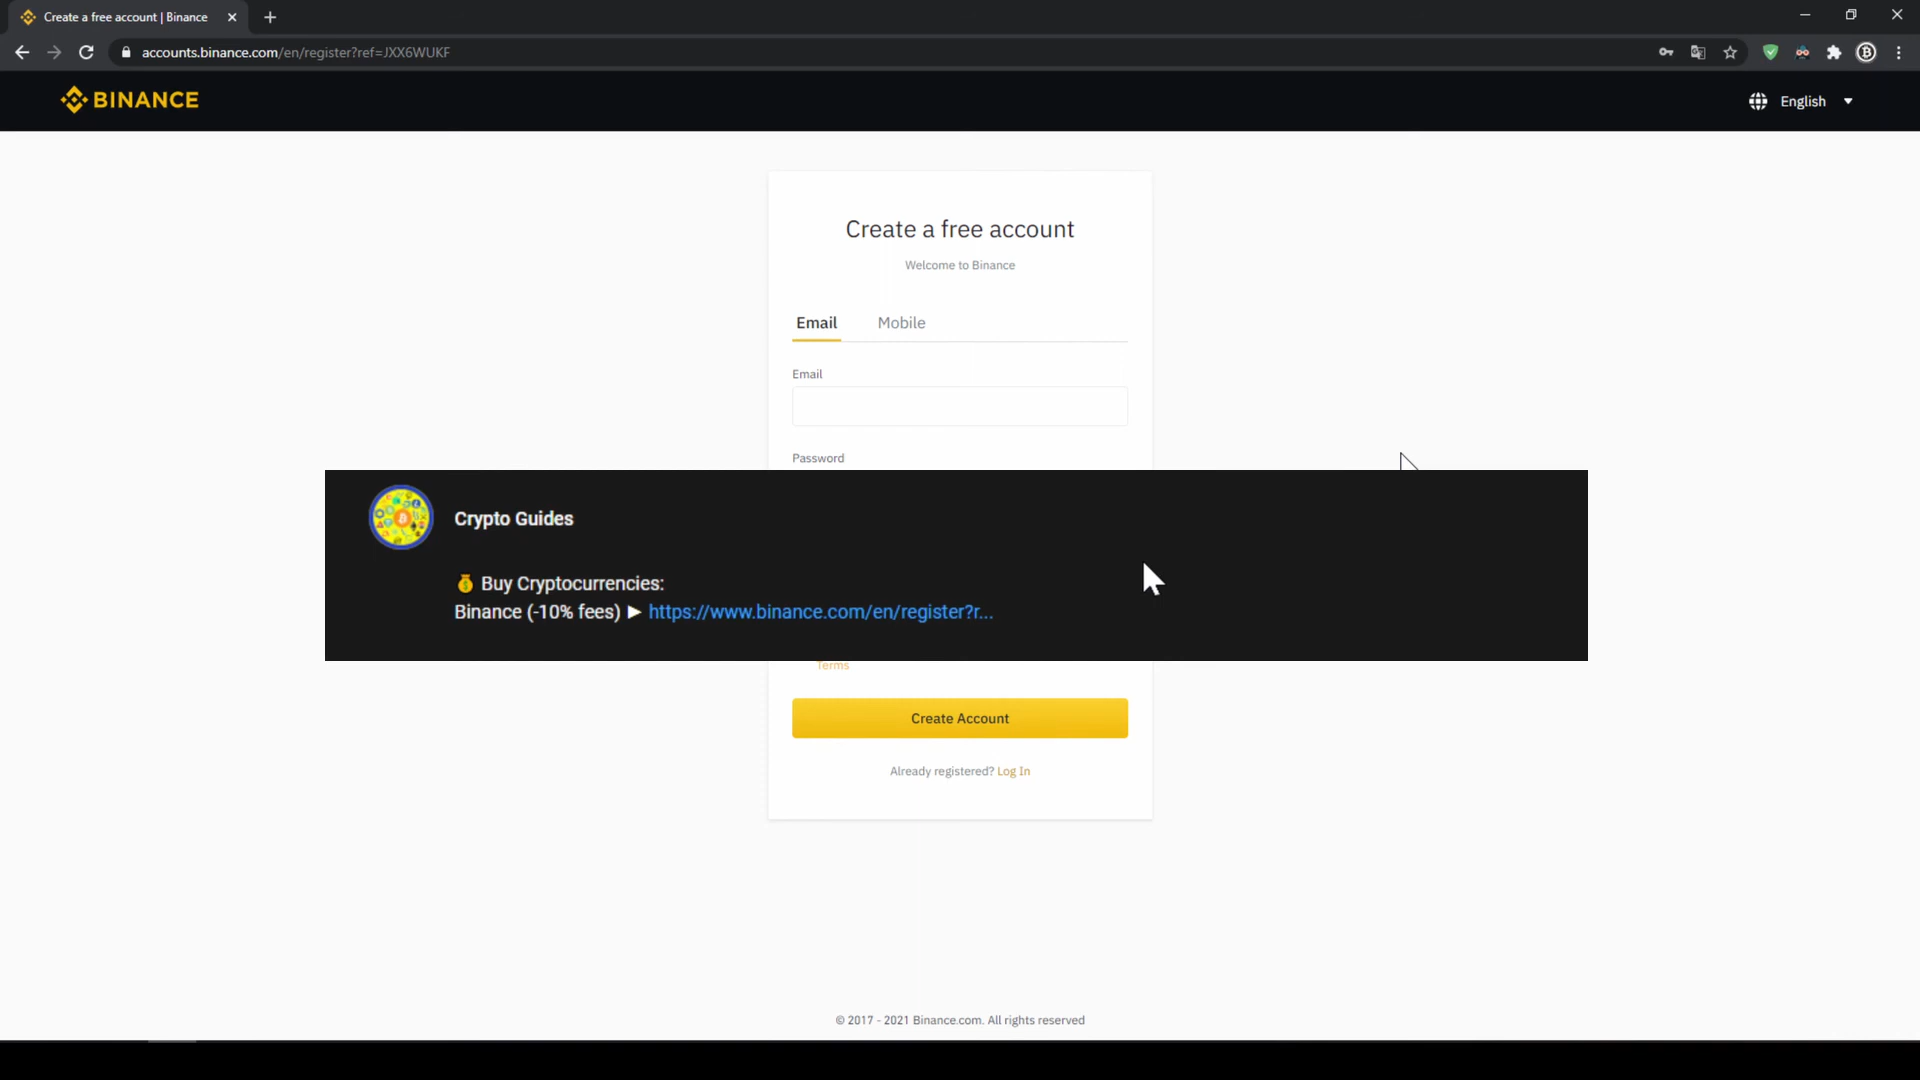 Create a free account | Binance
accounts.binance.com/en/register?ref=JXX6WUKF
BINANCE
English
Create a free account
Welcome to Binance
Email Mobile
Email
Password
Crypto Guides
💰 Buy Cryptocurrencies:
Binance (-10% fees) ► https://www.binance.com/en/register?r...
Terms
Create Account
Already registered? Log In
© 2017 - 2021 Binance.com. All rights reserved